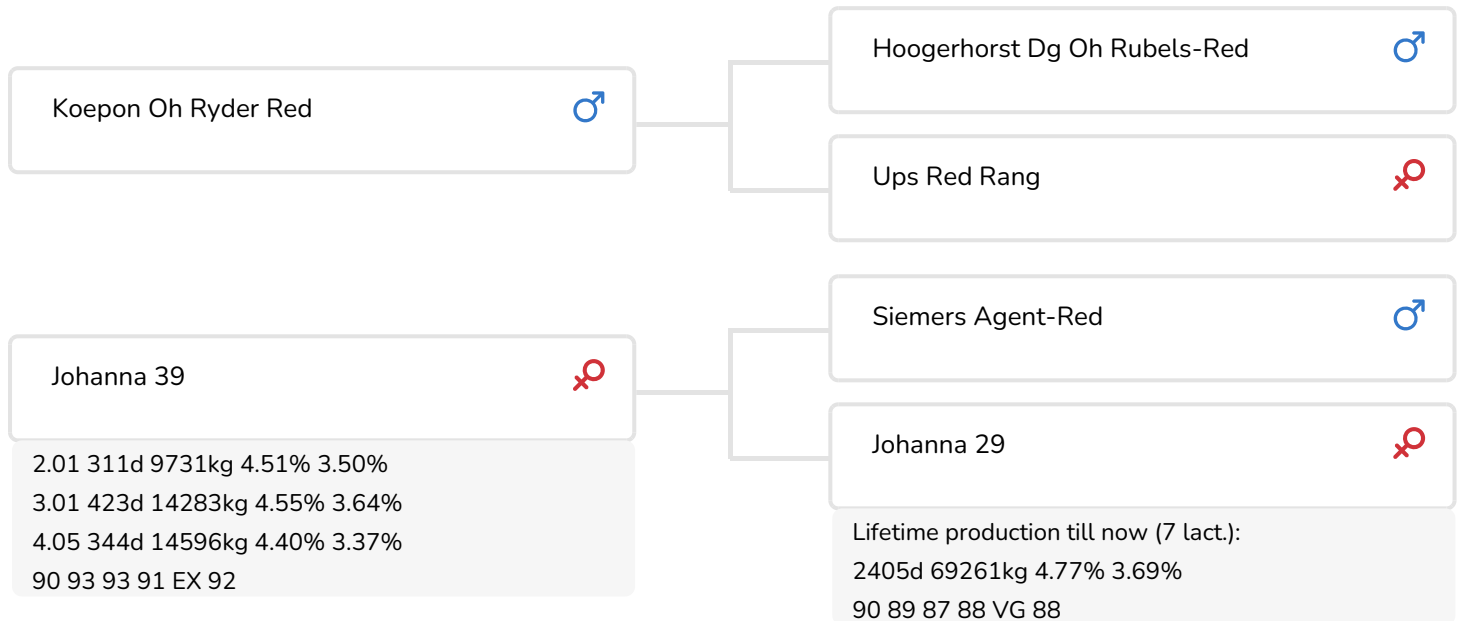 Koepon Oh Ryder Red
Hoogerhorst Dg Oh Rubels-Red
Ups Red Rang
Johanna 39
2.01 311d 9731kg 4.51% 3.50%
3.01 423d 14283kg 4.55% 3.64%
4.05 344d 14596kg 4.40% 3.37%
90 93 93 91 EX 92
Siemers Agent-Red
Johanna 29
Lifetime production till now (7 lact.):
2405d 69261kg 4.77% 3.69%
90 89 87 88 VG 88